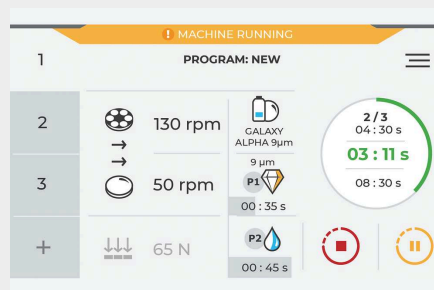 ! MACHINE RUNNING
1
PROGRAM: NEW
2
130 rpm
GALAXY
ALPHA 9µm
2/3
04 : 30 s
03 : 11 s
08 : 30 s
3
50 rpm
9 µm
P1
00 : 35 s
+
65 N
P2
00 : 45 s